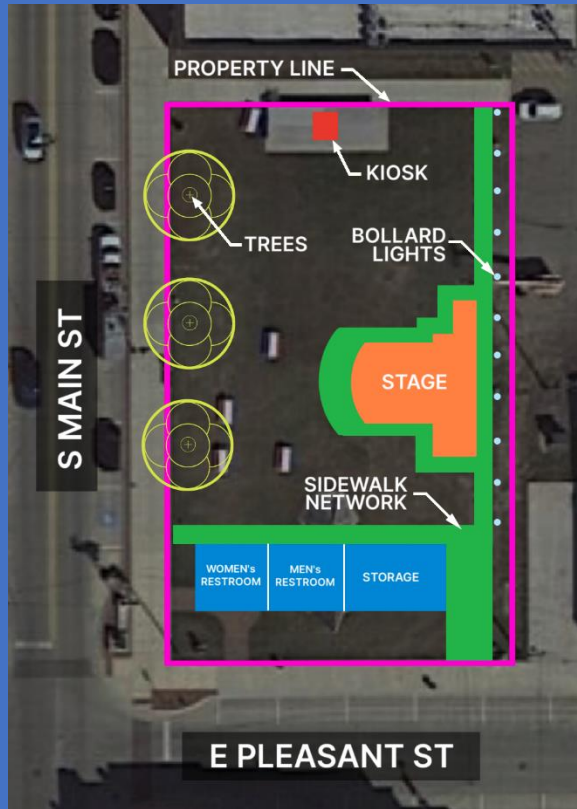 PROPERTY LINE
KIOSK
TREES
BOLLARD
LIGHTS
S MAIN ST
STAGE
SIDEWALK
NETWORK
WOMEN's
RESTROOM
MEN's
RESTROOM
STORAGE
E PLEASANT ST